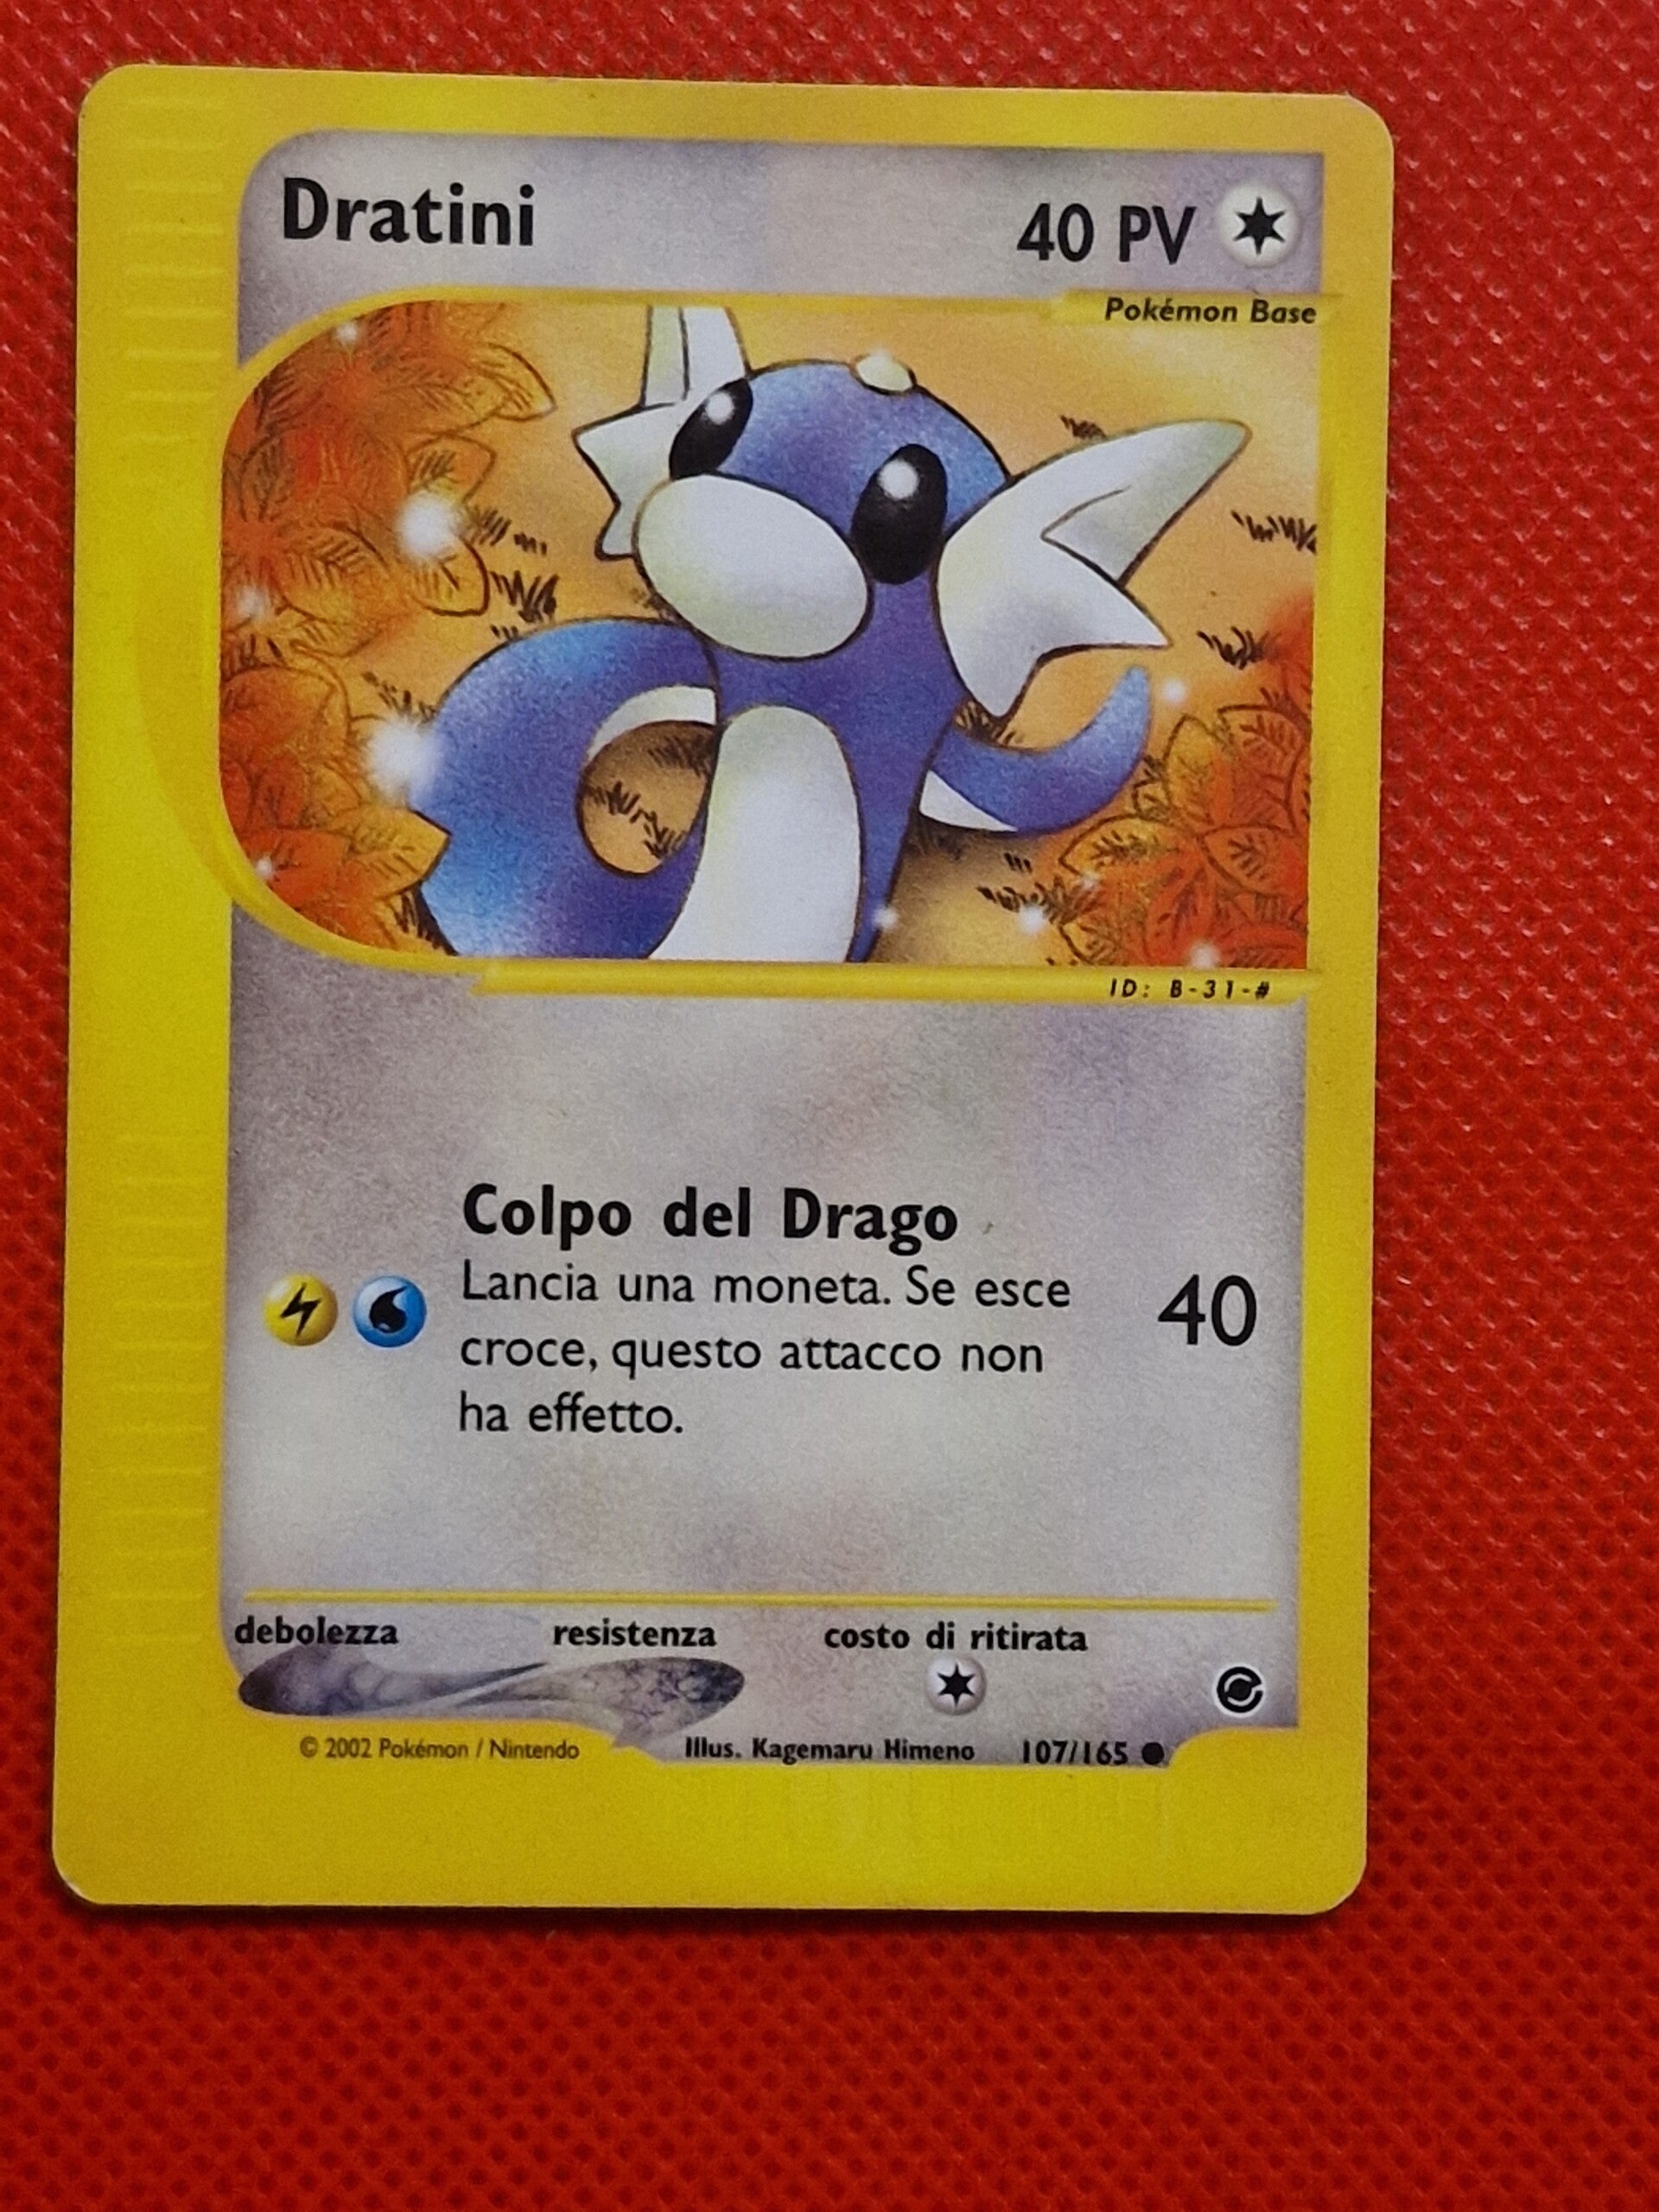 Dratini
40 PV
Pokémon Base
ID: B-31-#
Colpo del Drago
Lancia una moneta. Se esce
croce, questo attacco non
ha effetto.
40
debolezza resistenza costo di ritirata
© 2002 Pokémon / Nintendo Illus. Kagemaru Himeno 107/165